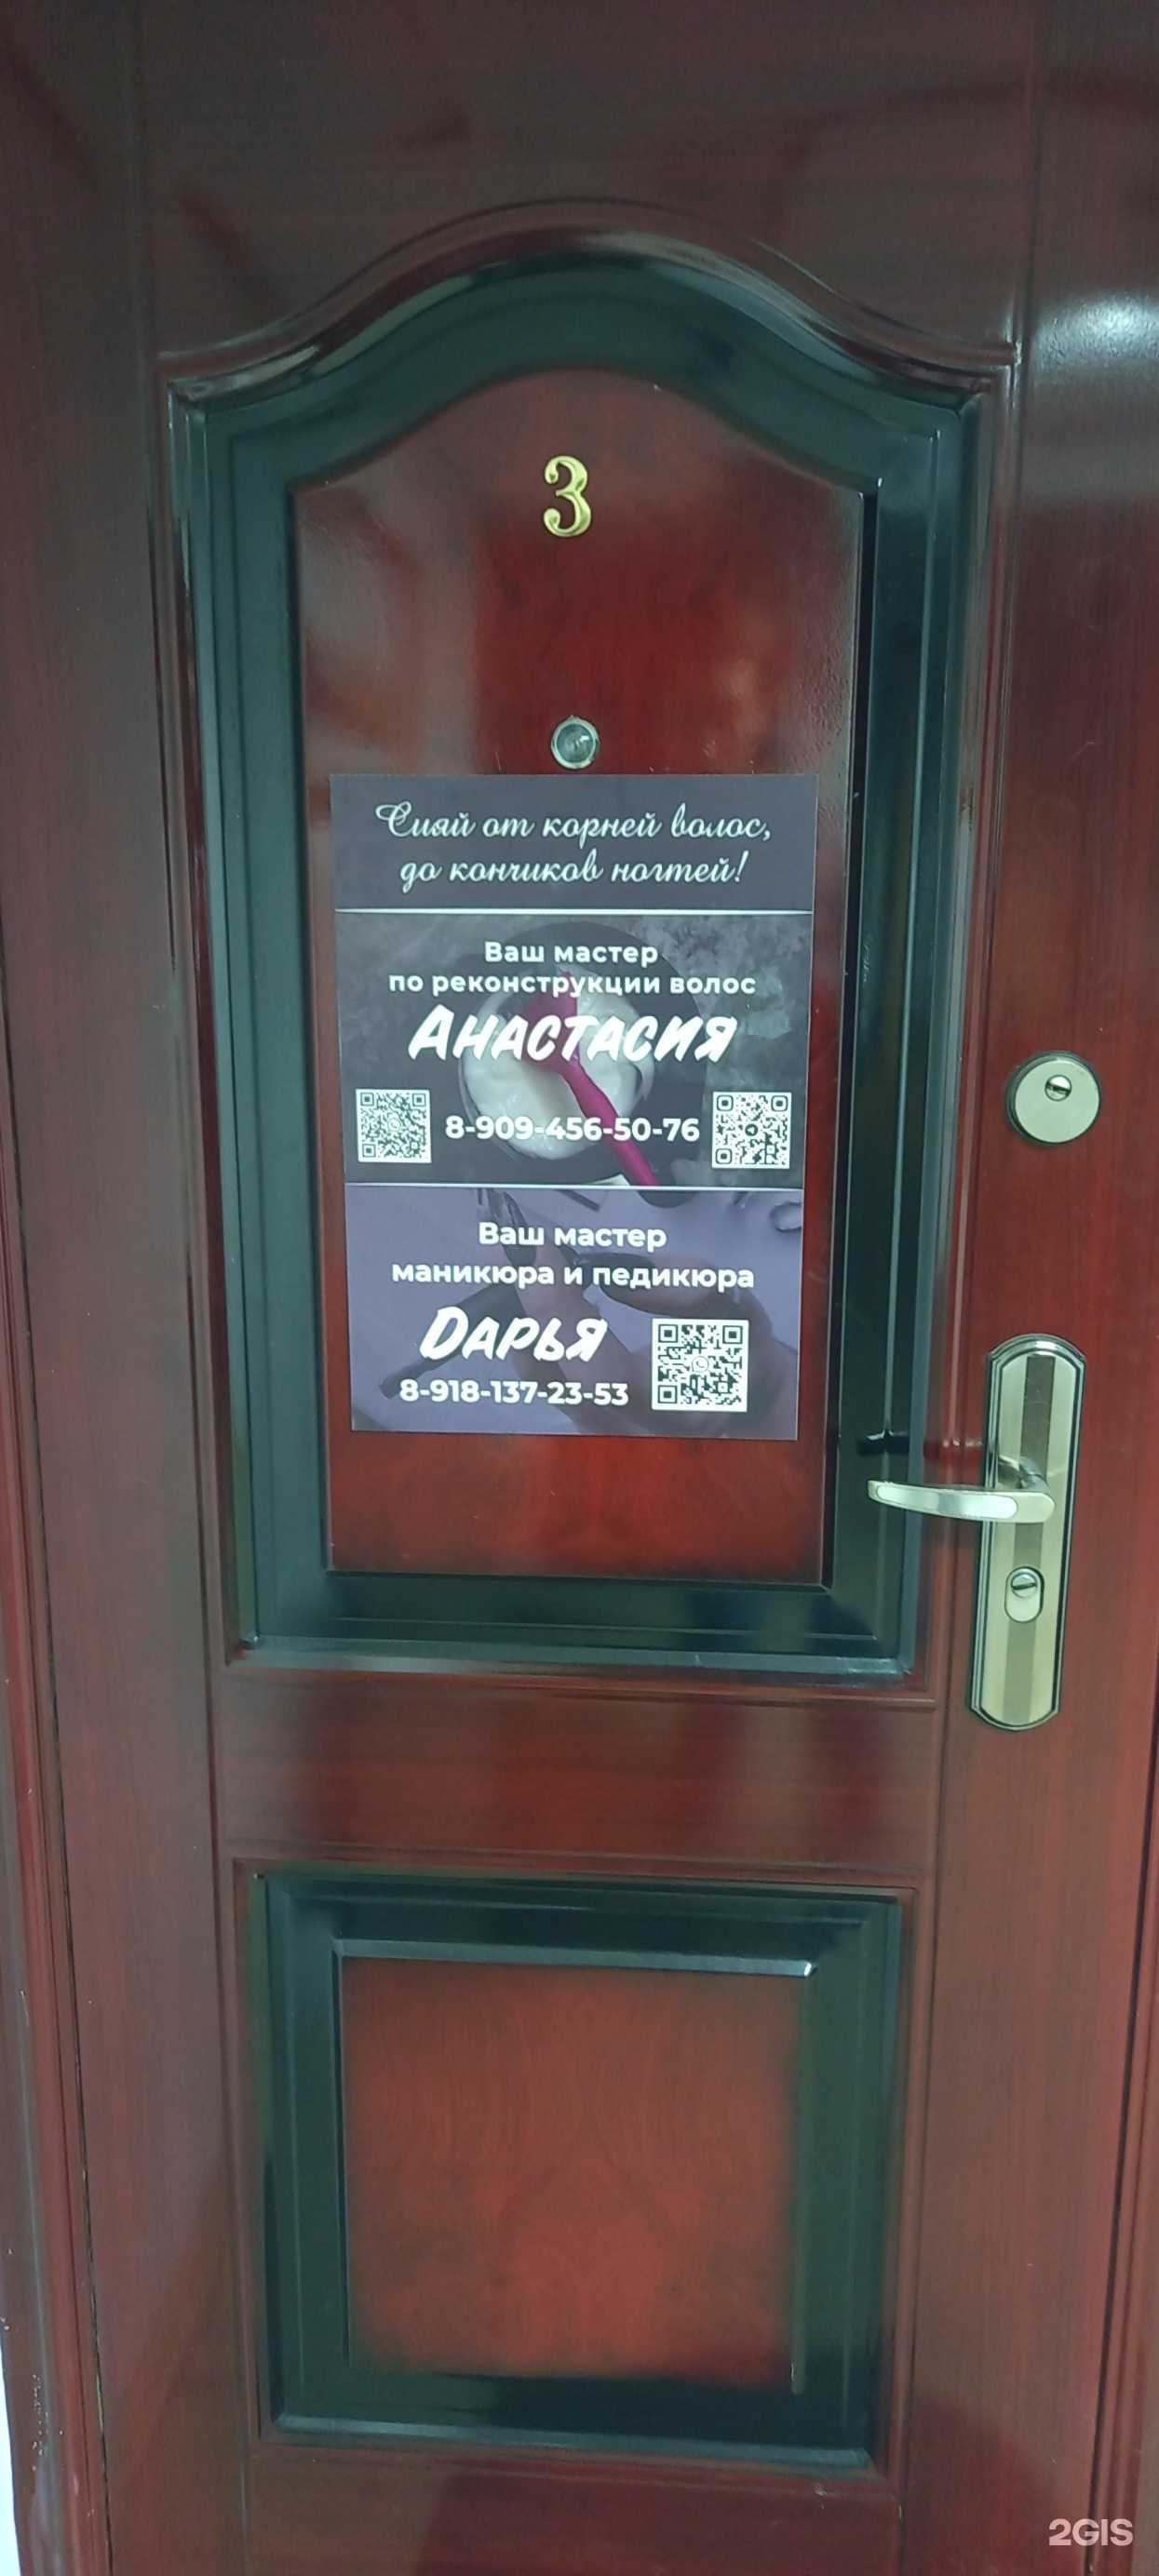 3
Сияй от корней волос,
до кончиков ногтей!
Ваш мастер
по реконструкции волос
Анастасия
8-909-456-50-76
Ваш мастер
маникюра и педикюра
Дарья
8-918-137-23-53
2GIS